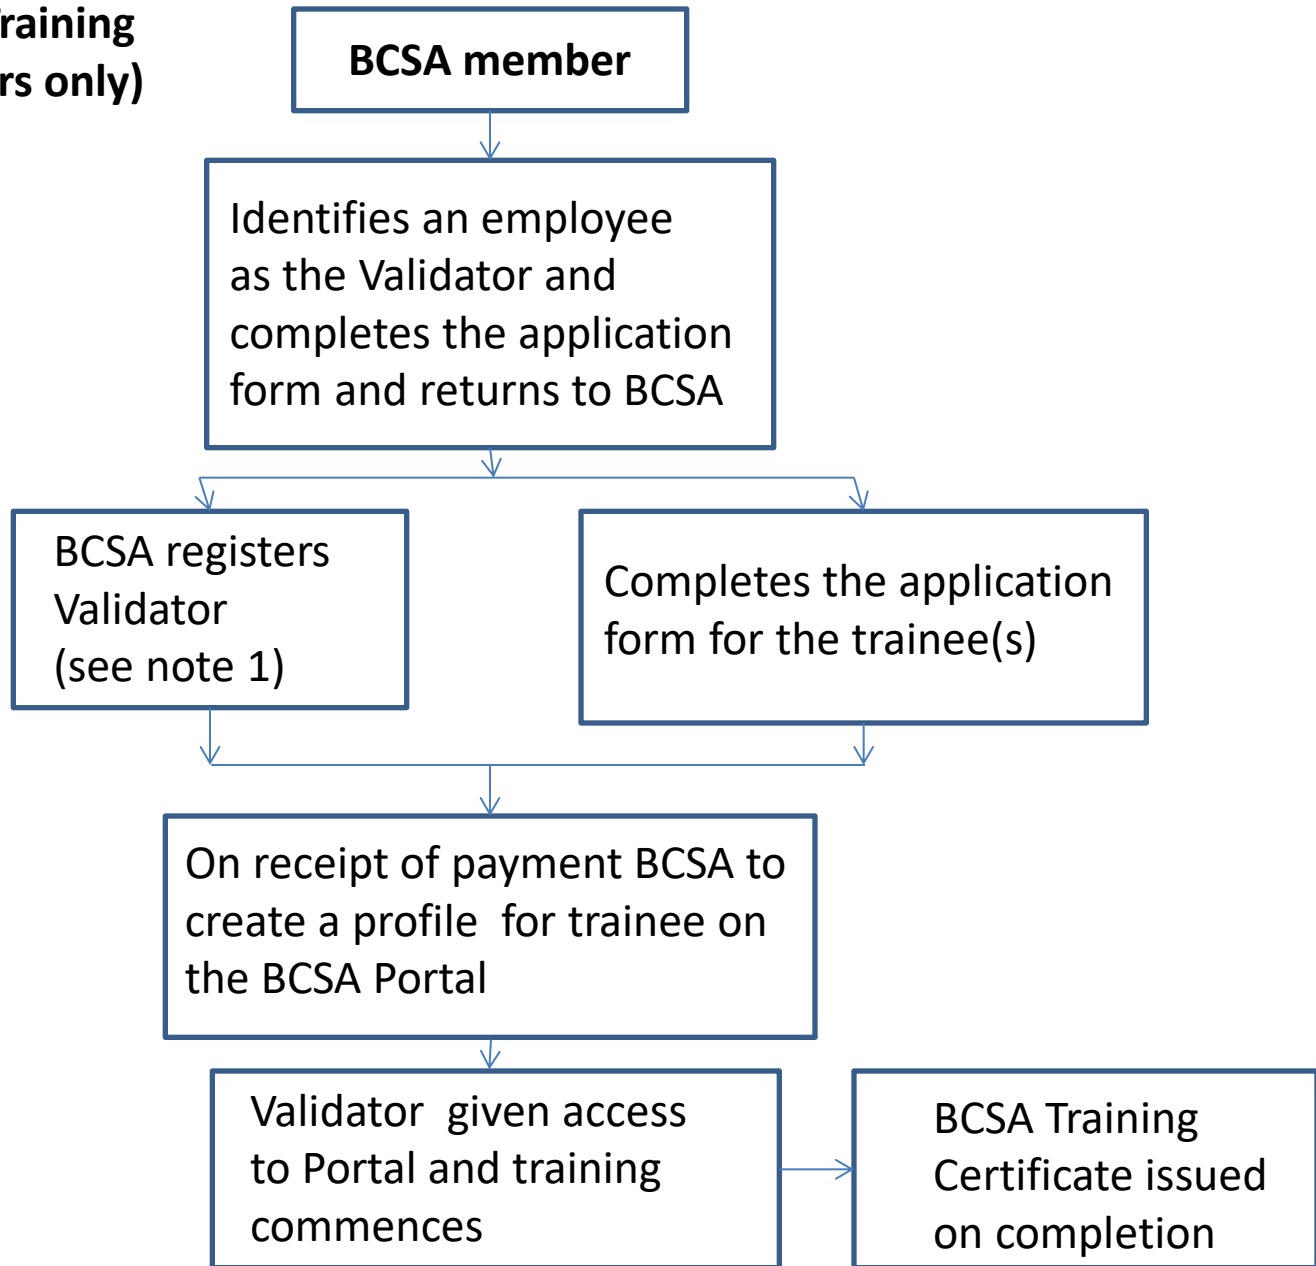 Training
rs only)
BCSA member
Identifies an employee
as the Validator and
completes the application
form and returns to BCSA
BCSA registers
Validator
(see note 1)
Completes the application
form for the trainee(s)
On receipt of payment BCSA to
create a profile  for trainee on
the BCSA Portal
Validator  given access
to Portal and training
commences
BCSA Training
Certificate issued
on completion